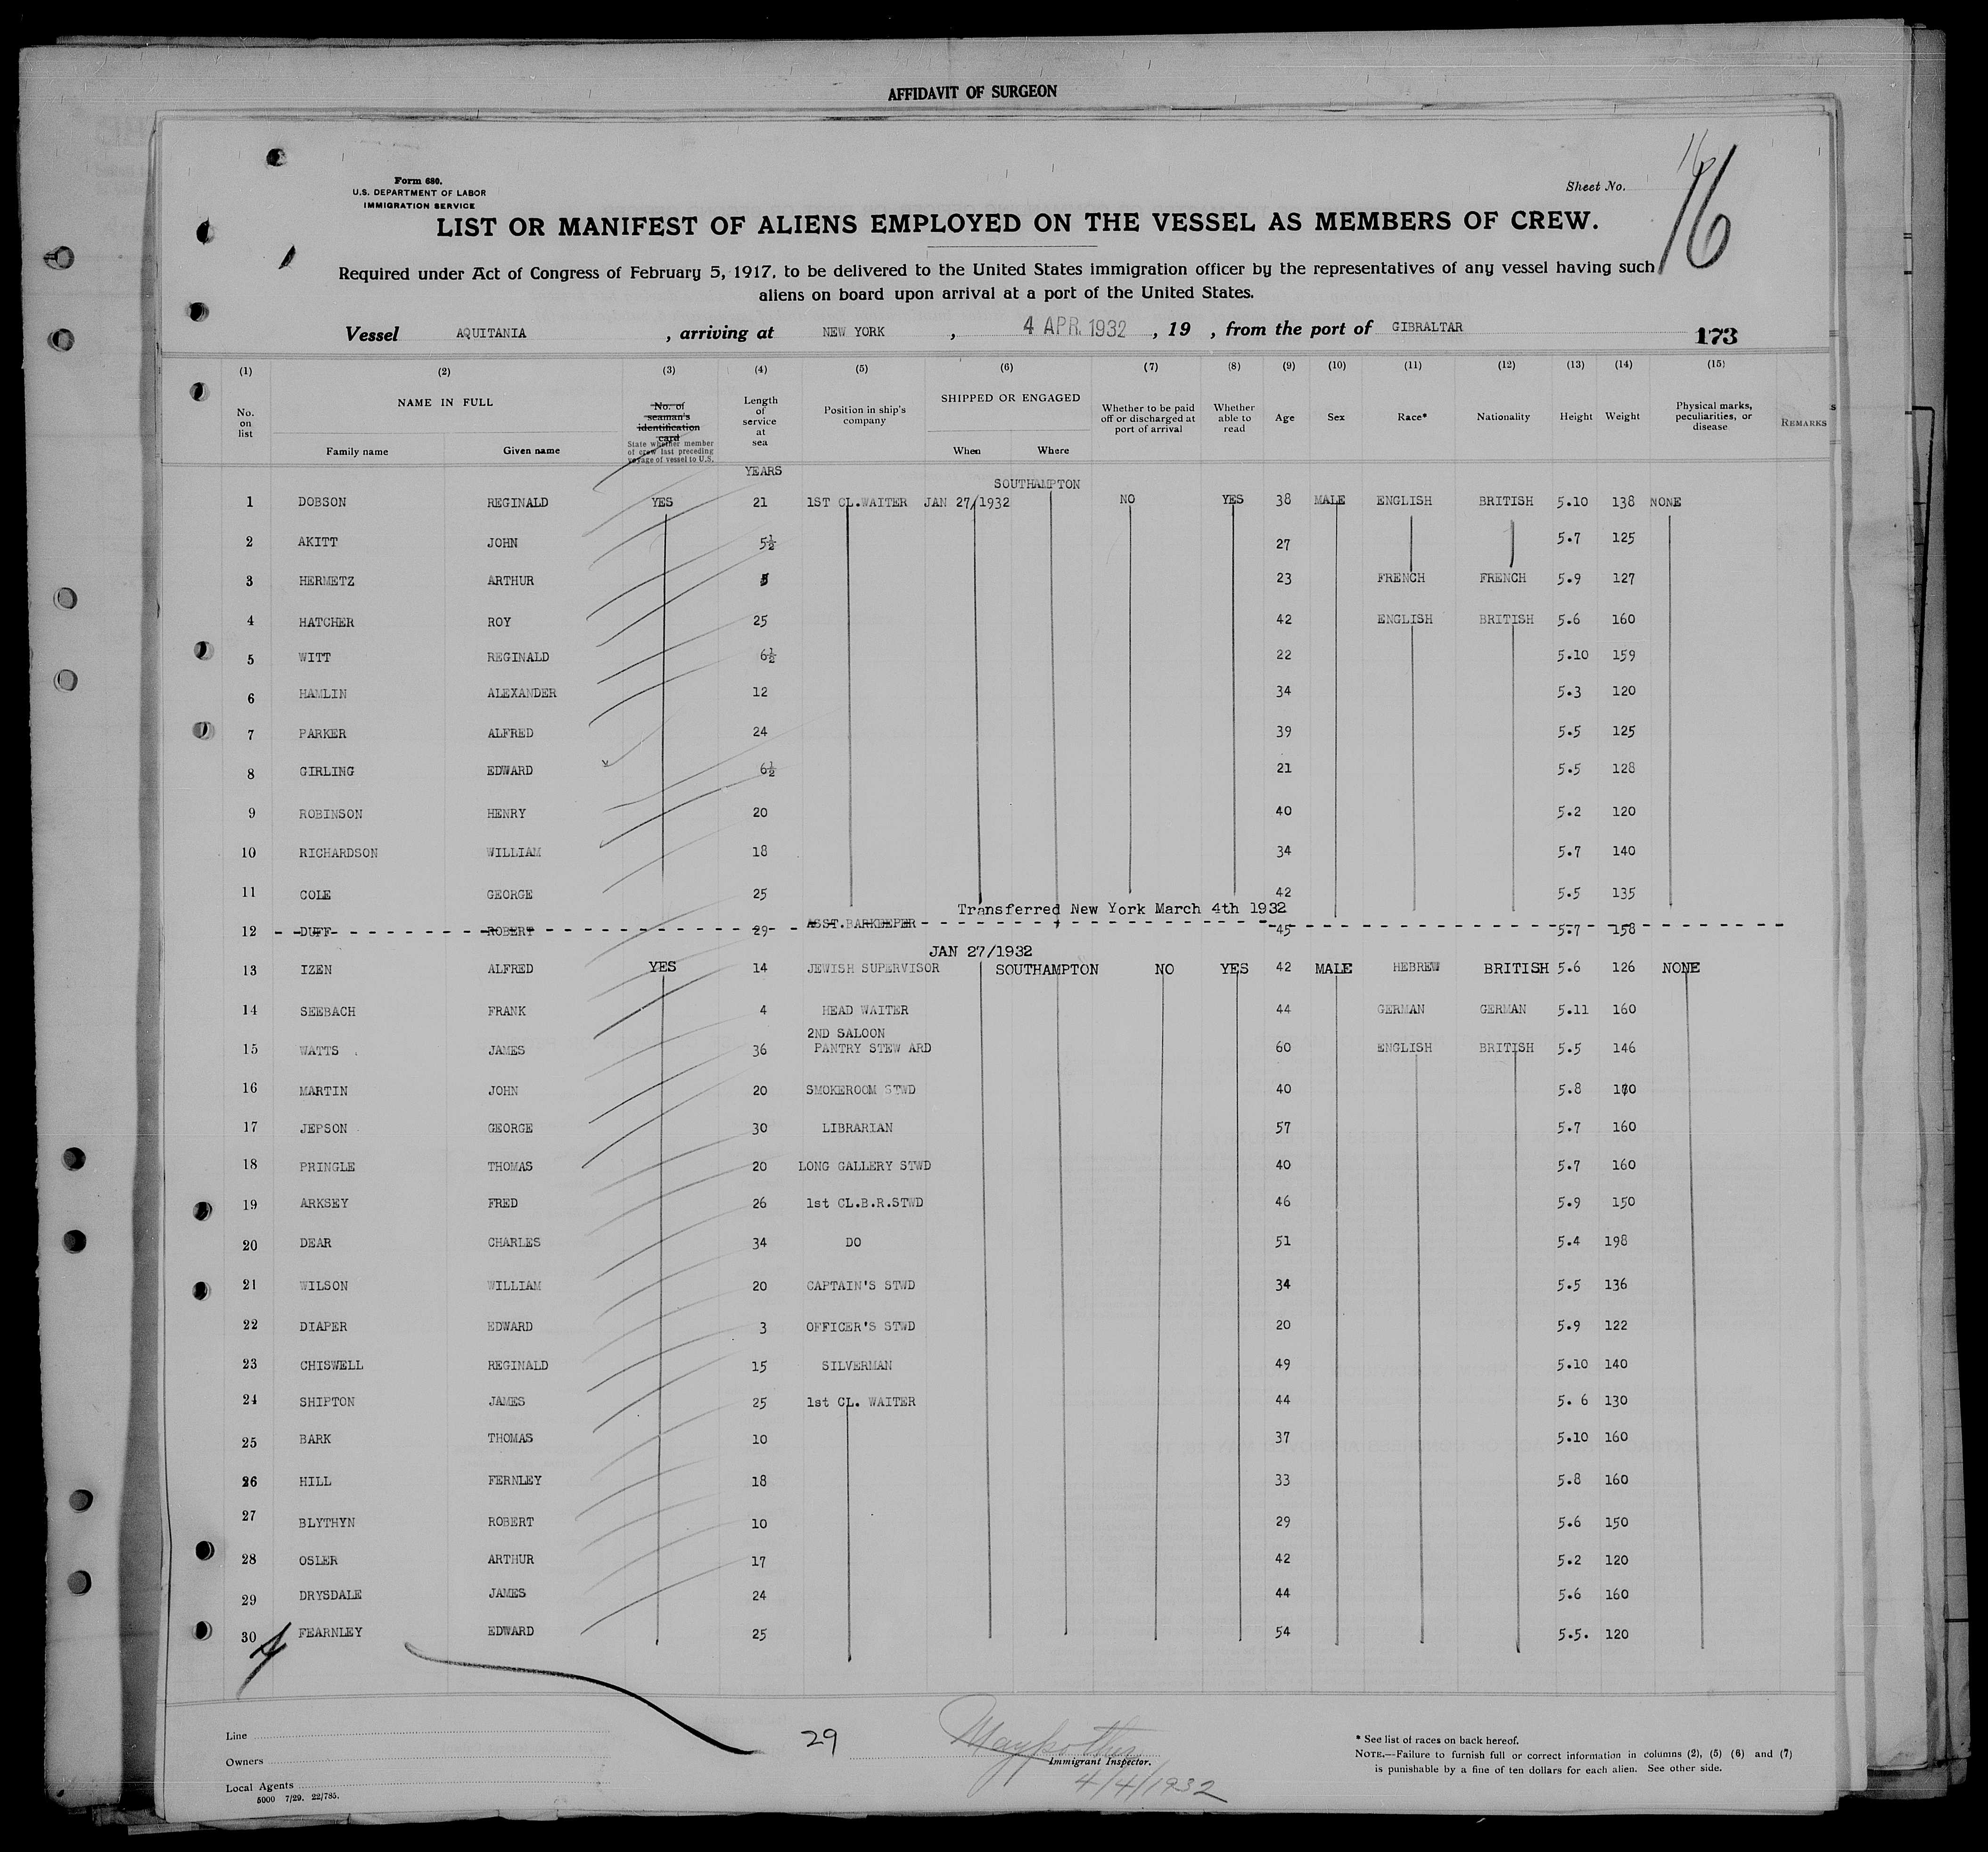 AFFIDAVIT OF SURGEON
Form 680.
U.S. DEPARTMENT OF LABOR
IMMIGRATION SERVICE
Sheet No. 16
16
LIST OR MANIFEST OF ALIENS EMPLOYED ON THE VESSEL AS MEMBERS OF CREW.
Required under Act of Congress of February 5, 1917, to be delivered to the United States immigration officer by the representatives of any vessel having such
aliens on board upon arrival at a port of the United States.
Vessel AQUITANIA , arriving at NEW YORK , 4 APR. 1932 , 19 , from the port of GIBRALTAR
173
(1) (2) (3) (4) (5) (6) (7) (8) (9) (10) (11) (12) (13) (14) (15)
No. on list
NAME IN FULL
Family name Given name
No. of seaman's identification card
State whether member of crew last preceding voyage of vessel to U.S.
Length of service at sea
Position in ship's company
SHIPPED OR ENGAGED
When Where
Whether to be paid off or discharged at port of arrival
Whether able to read
Age Sex Race* Nationality Height Weight
Physical marks, peculiarities, or disease
REMARKS
YEARS
SOUTHAMPTON
1 DOBSON REGINALD YES 21 1ST CL.WAITER JAN 27/1932 NO YES 38 MALE ENGLISH BRITISH 5.10 138 NONE
2 AKITT JOHN 5½ 27 5.7 125
3 HERMETZ ARTHUR 23 FRENCH FRENCH 5.9 127
4 HATCHER ROY 25 42 ENGLISH BRITISH 5.6 160
5 WITT REGINALD 6½ 22 5.10 159
6 HAMLIN ALEXANDER 12 34 5.3 120
7 PARKER ALFRED 24 39 5.5 125
8 GIRLING EDWARD 6½ 21 5.5 128
9 ROBINSON HENRY 20 40 5.2 120
10 RICHARDSON WILLIAM 18 34 5.7 140
11 COLE GEORGE 25 42 5.5 135
Transferred New York March 4th 1932
12 DUFF ROBERT 29 ASST.BARKEEPER 45 5.7 158
JAN 27/1932
13 IZEN ALFRED YES 14 JEWISH SUPERVISOR SOUTHAMPTON NO YES 42 MALE HEBREW BRITISH 5.6 126 NONE
14 SEEBACH FRANK 4 HEAD WAITER 44 GERMAN GERMAN 5.11 160
2ND SALOON
15 WATTS . JAMES 36 PANTRY STEW ARD 60 ENGLISH BRITISH 5.5 146
16 MARTIN JOHN 20 SMOKEROOM STWD 40 5.8
17 JEPSON GEORGE 30 LIBRARIAN 57 5.7 160
18 PRINGLE THOMAS 20 LONG GALLERY STWD 40 5.7 160
19 ARKSEY FRED 26 1st CL.B.R.STWD 46 5.9 150
20 DEAR CHARLES 34 DO 51 5.4 198
21 WILSON WILLIAM 20 CAPTAIN'S STWD 34 5.5 136
22 DIAPER EDWARD 3 OFFICER'S STWD 20 5.9 122
23 CHISWELL REGINALD 15 SILVERMAN 49 5.10 140
24 SHIPTON JAMES 25 1st CL. WAITER 44 5. 6 130
25 BARK THOMAS 10 37 5.10 160
26 HILL FERNLEY 18 33 5.8 160
27 BLYTHYN ROBERT 10 29 5.6 150
28 OSLER ARTHUR 17 42 5.2 120
29 DRYSDALE JAMES 24 44 5.6 160
30 FEARNLEY EDWARD 25 54 5.5. 120
Line
Owners
Local Agents
5000 7/29. 22/785.
29
Immigrant Inspector.
4/4/1932
* See list of races on back hereof.
NOTE.—Failure to furnish full or correct information in columns (2), (5) (6) and (7)
is punishable by a fine of ten dollars for each alien. See other side.